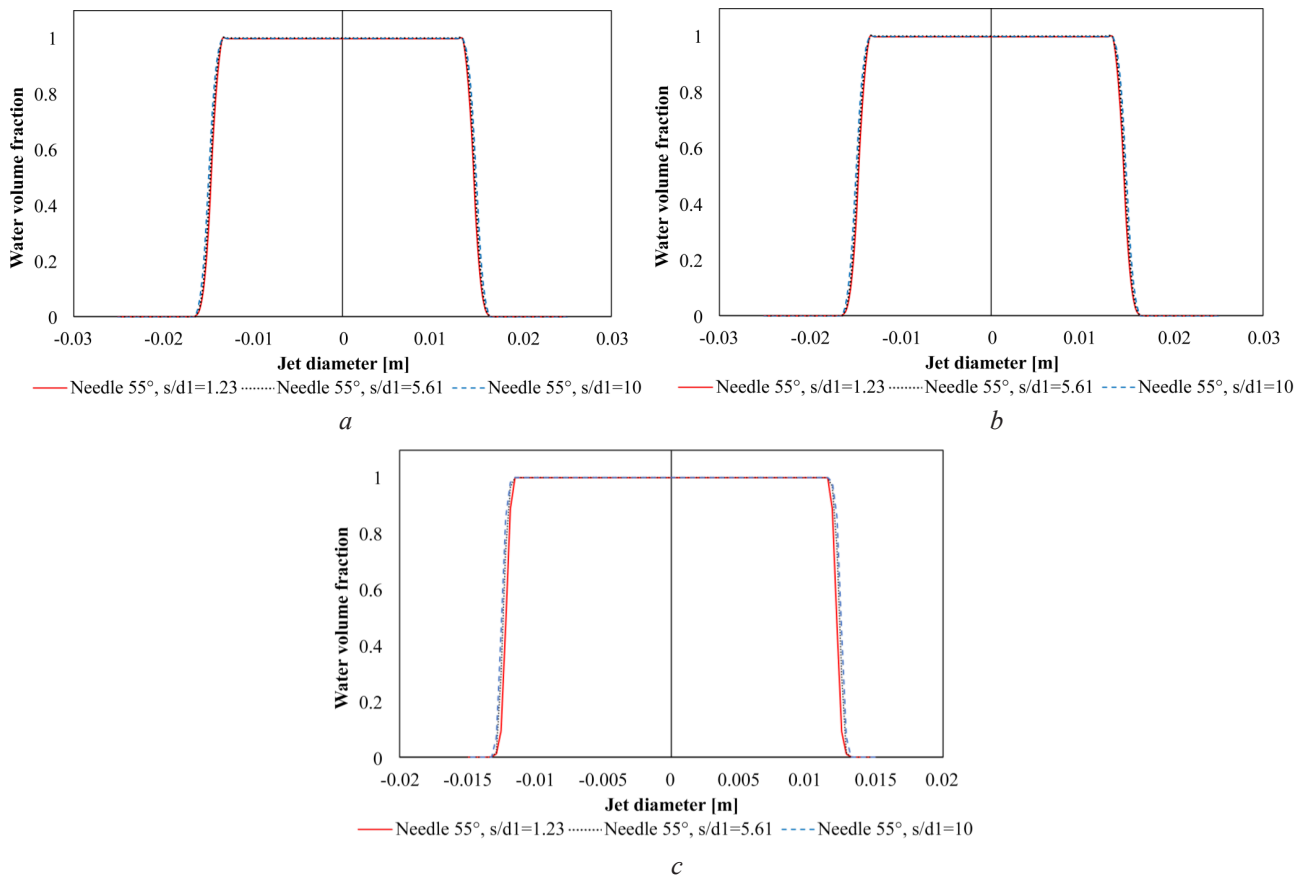 Water volume fraction
1
0.8
0.6
0.4
0.2
0
-0.03 -0.02 -0.01 0 0.01 0.02 0.03
Jet diameter [m]
Needle 55°, s/d1=1.23 Needle 55°, s/d1=5.61 Needle 55°, s/d1=10
a
Water volume fraction
1
0.8
0.6
0.4
0.2
0
-0.03 -0.02 -0.01 0 0.01 0.02 0.03
Jet diameter [m]
Needle 55°, s/d1=1.23 Needle 55°, s/d1=5.61 Needle 55°, s/d1=10
b
Water volume fraction
1
0.8
0.6
0.4
0.2
0
-0.02 -0.015 -0.01 -0.005 0 0.005 0.01 0.015 0.02
Jet diameter [m]
Needle 55°, s/d1=1.23 Needle 55°, s/d1=5.61 Needle 55°, s/d1=10
c